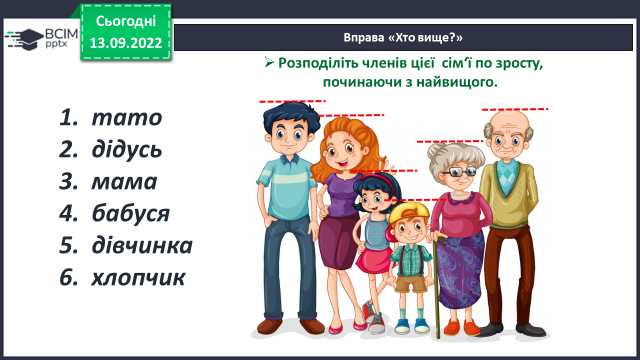 Сьогодні
13.09.2022
BCIM
pptx
Вправа «Хто вище?»
➢ Розподіліть членів цієї сім‘ї по зросту,
починаючи з найвищого.
1. тато
2. дідусь
3. мама
4. бабуся
5. дівчинка
6. хлопчик